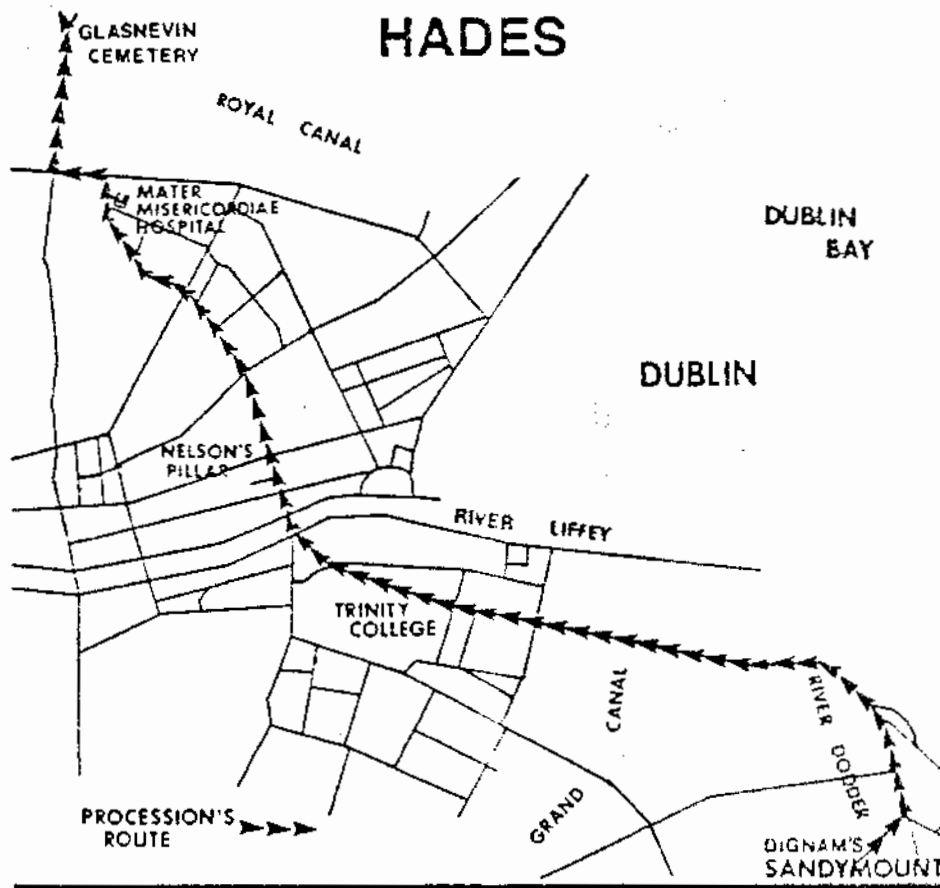 HADES
GLASNEVIN
CEMETERY
ROYAL CANAL
MATER
MISERICORDIAE
HOSPITAL
DUBLIN
BAY
DUBLIN
NELSON'S
PILLAR
RIVER LIFFEY
TRINITY
COLLEGE
CANAL
RIVER DODDER
GRAND
PROCESSION'S
ROUTE
DIGNAM'S
SANDYMOUNT